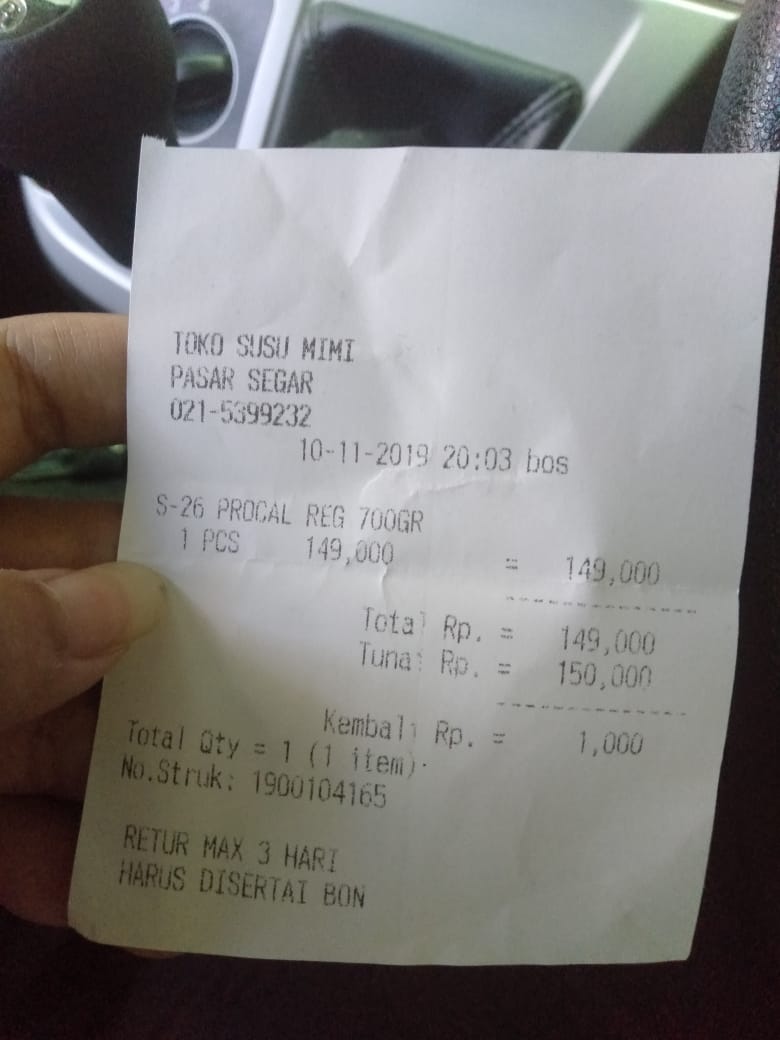 TOKO SUSU MIMI
PASAR SEGAR
021-5399232
10-11-2019 20:03 bos
S-26 PROCAL REG 700GR
1 PCS 149,000 = 149,000
Total Rp. = 149,000
Tunai Rp. = 150,000
Kembali Rp. = 1,000
Total Qty = 1 (1 item).
No.Struk: 1900104165
RETUR MAX 3 HARI
HARUS DISERTAI BON